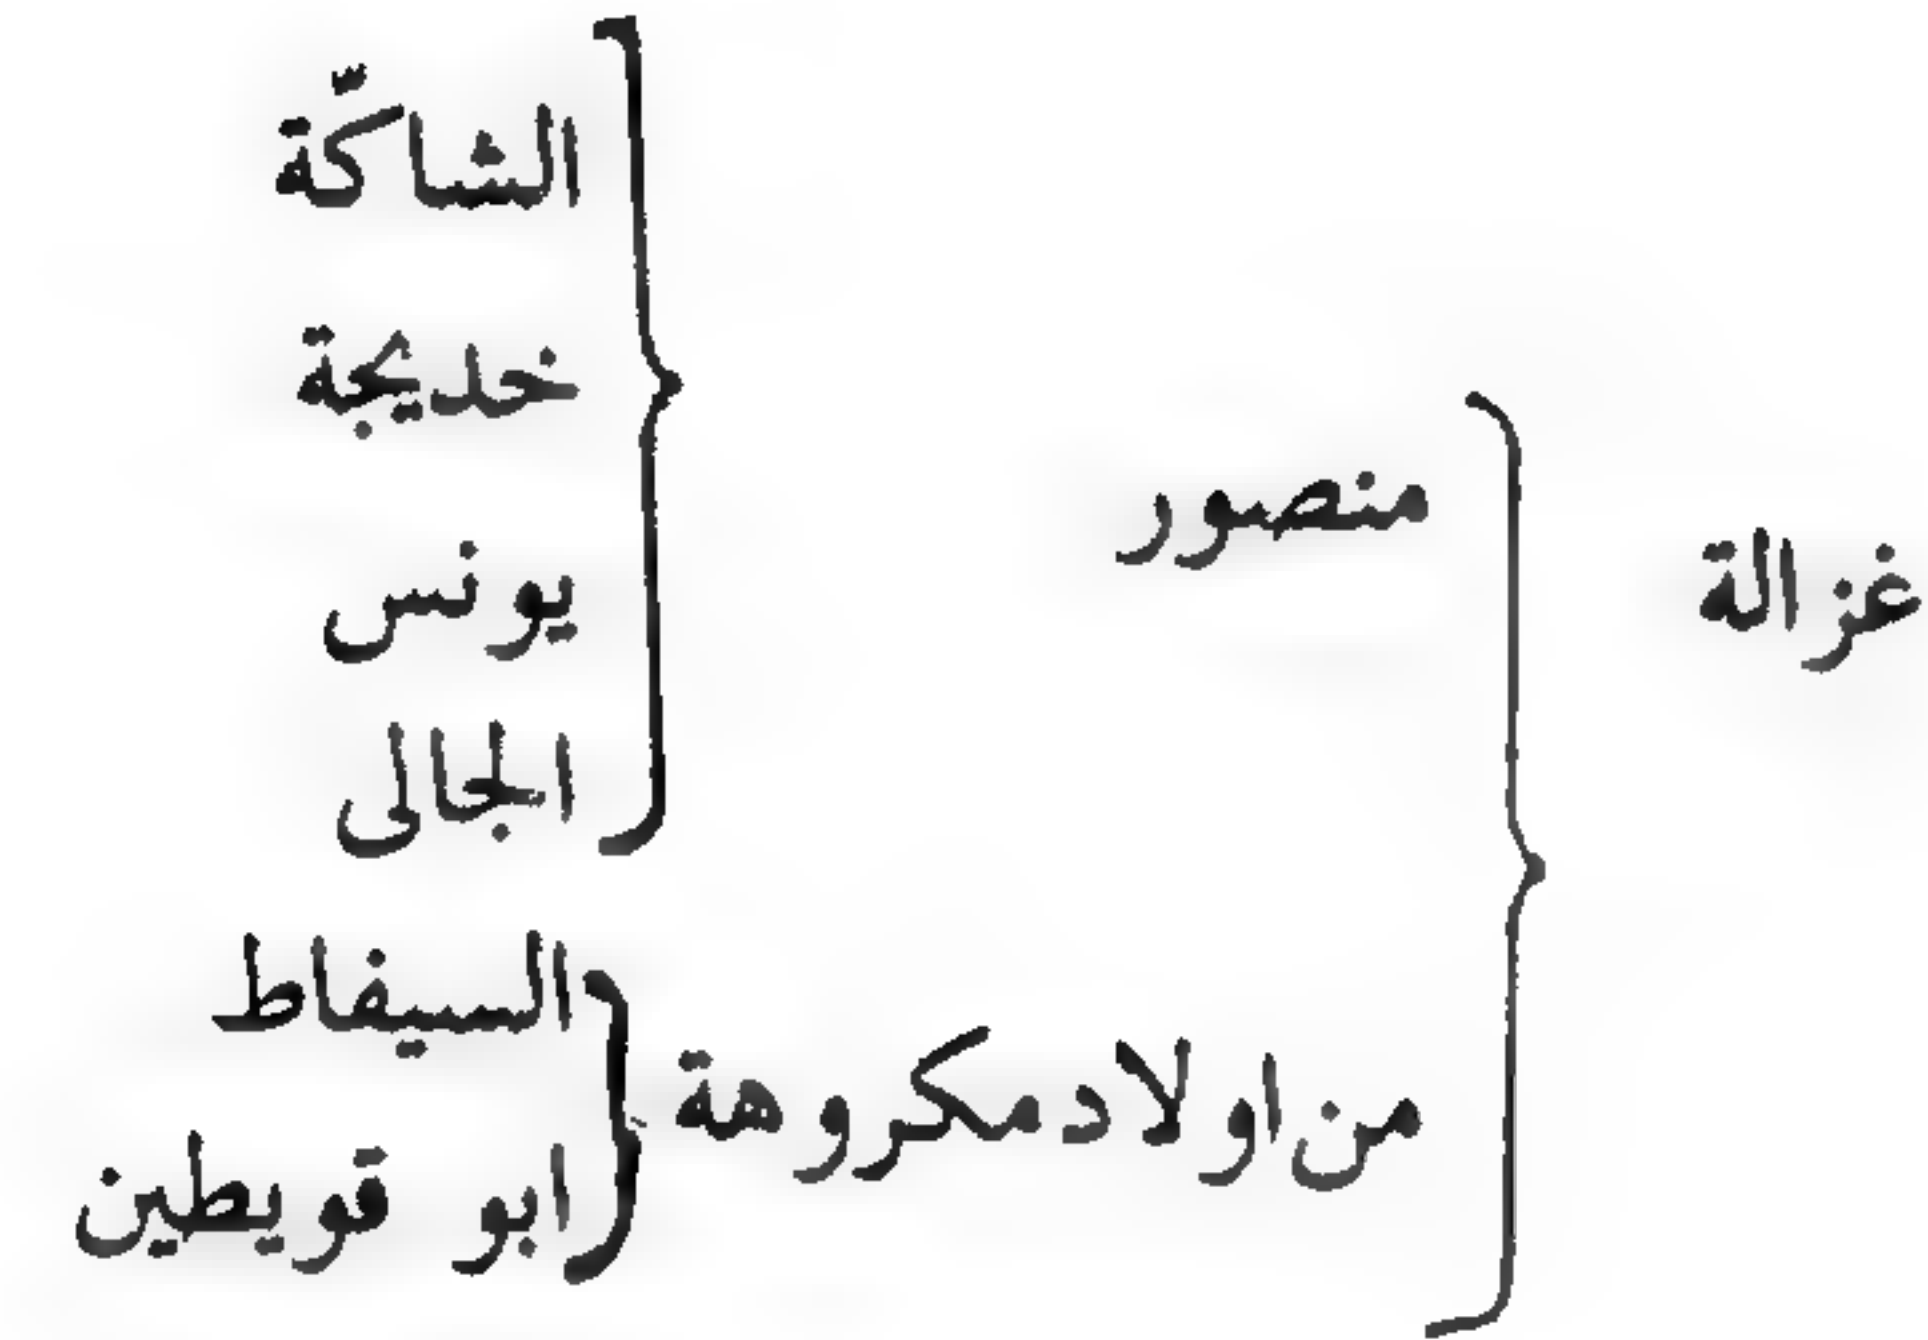 غزالة
منصور
الشاكّة
خديجة
يونس
الجالى
من اولاد مكروهة
السيفاط
ابو قويطين